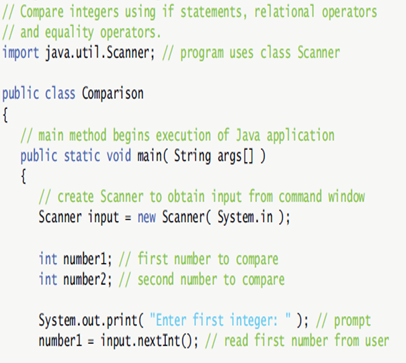 // Compare integers using if statements, relational operators
// and equality operators.
import java.util.Scanner; // program uses class Scanner
public class Comparison
{
// main method begins execution of Java application
public static void main( String args[] )
{
// create Scanner to obtain input from command window
Scanner input = new Scanner( System.in );
int number1; // first number to compare
int number2; // second number to compare
System.out.print( "Enter first integer: " ); // prompt
number1 = input.nextInt(); // read first number from user